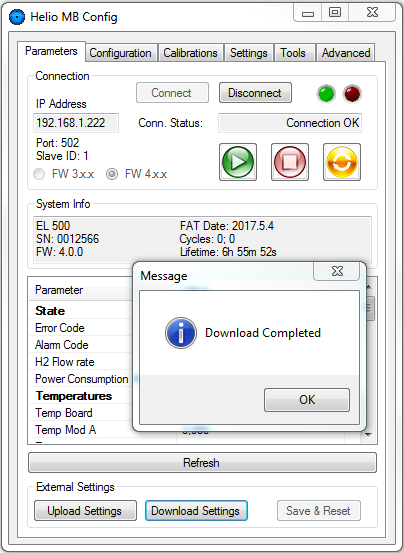 Helio MB Config
Parameters Configuration Calibrations Settings Tools Advanced
Connection
Connect Disconnect
IP Address
192.168.1.222 Conn. Status: Connection OK
Port: 502
Slave ID: 1
FW 3.x.x FW 4.x.x
System Info
EL 500 FAT Date: 2017.5.4
SN: 0012566 Cycles: 0; 0
FW: 4.0.0 Lifetime: 6h 55m 52s
Message
Parameter
State
Error Code
Download Completed
Alarm Code
H2 Flow rate
Power Consumption
Temperatures
OK
Temp Board
Temp Mod A
Refresh
External Settings
Upload Settings Download Settings Save & Reset